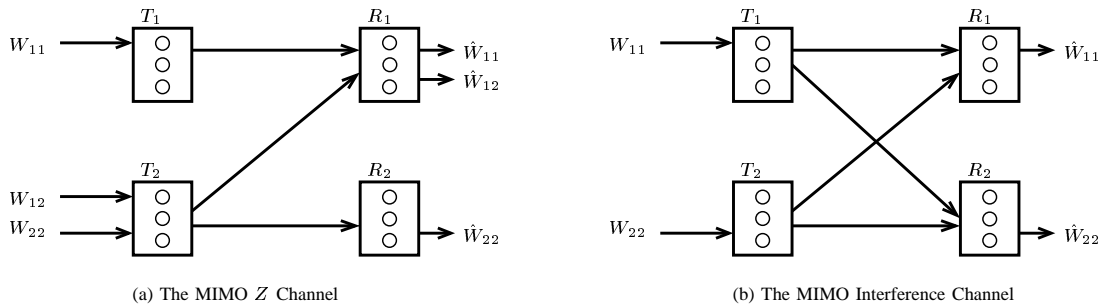 T₁ R₁
W₁₁ Ŵ₁₁
Ŵ₁₂
T₂ R₂
W₁₂
W₂₂ Ŵ₂₂
(a) The MIMO Z Channel
T₁ R₁
W₁₁ Ŵ₁₁
T₂ R₂
W₂₂ Ŵ₂₂
(b) The MIMO Interference Channel